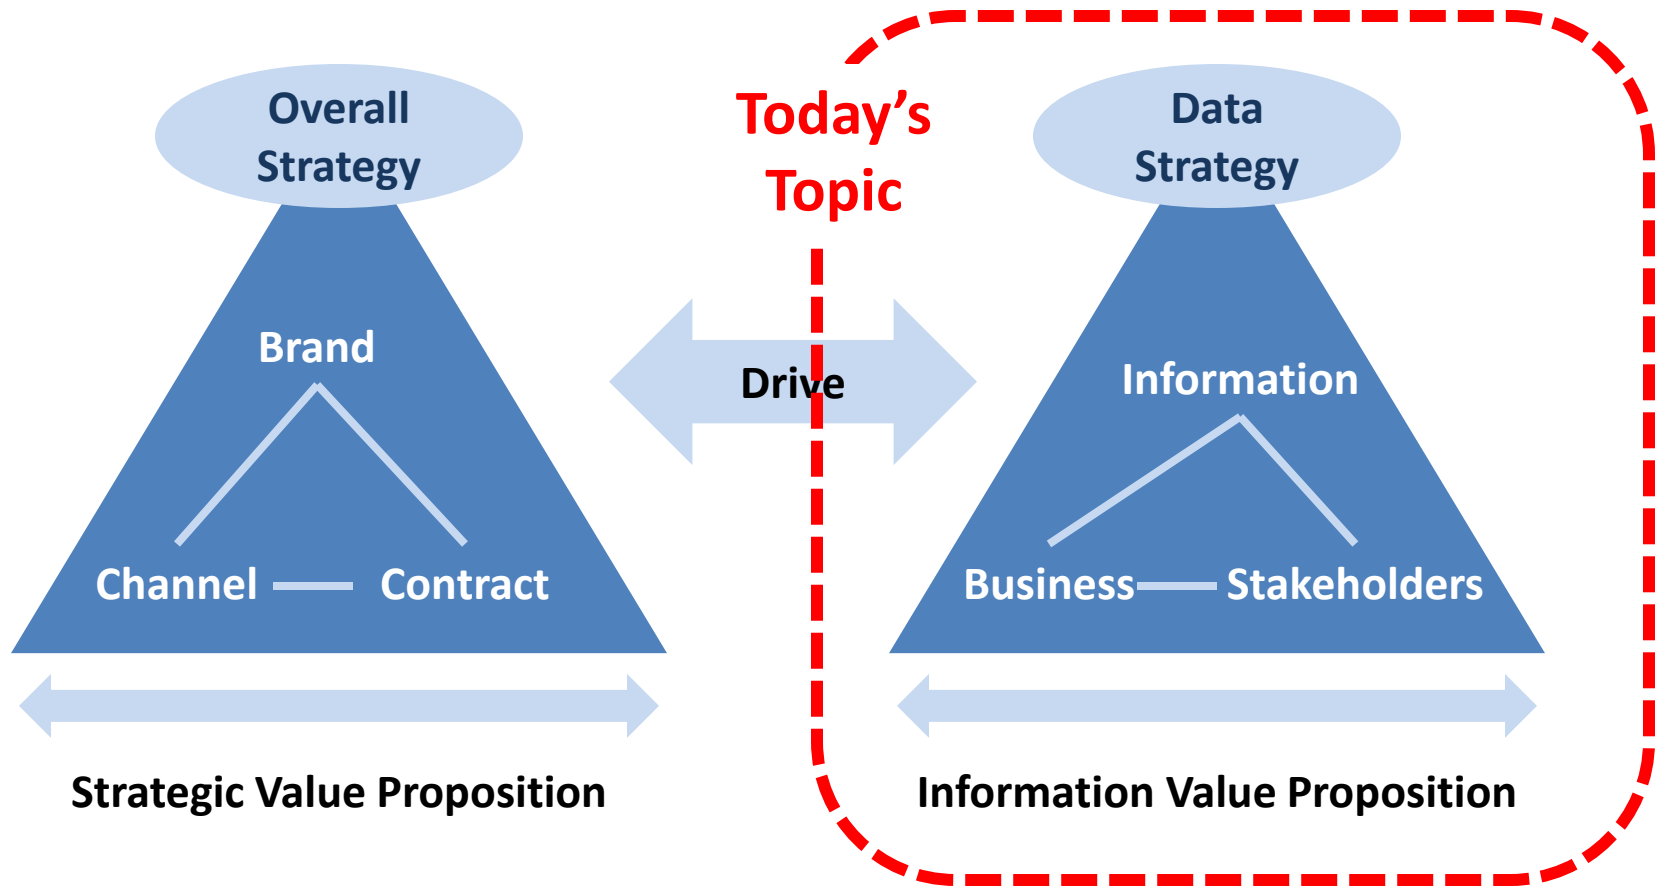 Overall
Strategy
Brand
Channel
Contract
Strategic Value Proposition
Drive
Today’s
Topic
Data
Strategy
Information
Business
Stakeholders
Information Value Proposition